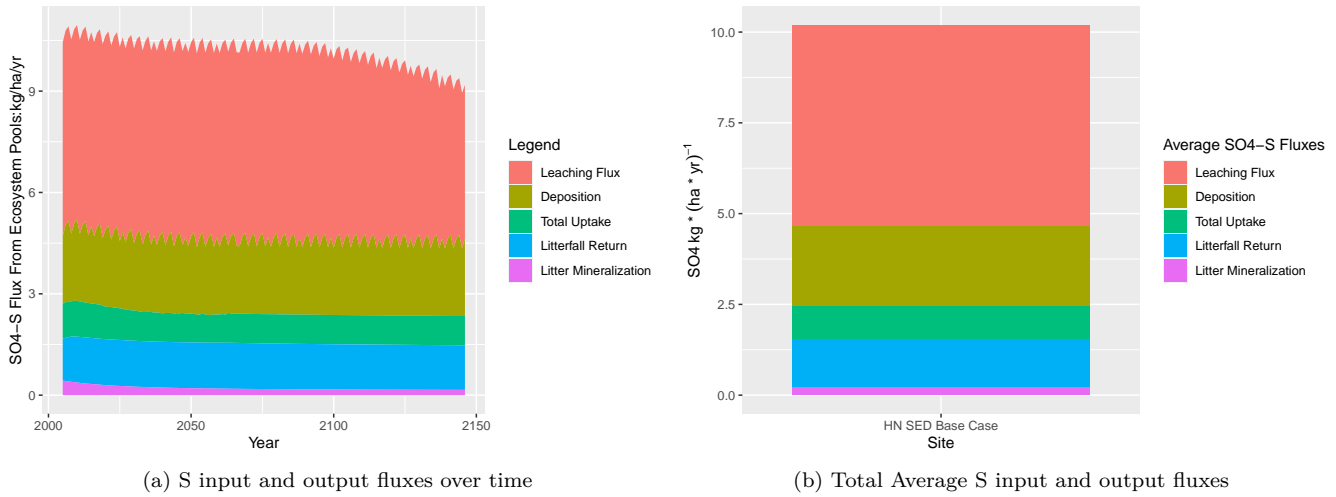 SO4−S Flux From Ecosystem Pools:kg/ha/yr
9
6
3
0
2000 2050 2100 2150
Year
Legend
Leaching Flux
Deposition
Total Uptake
Litterfall Return
Litter Mineralization
(a) S input and output fluxes over time
SO4 kg * (ha * yr)⁻¹
10.0
7.5
5.0
2.5
0.0
HN SED Base Case
Site
Average SO4−S Fluxes
Leaching Flux
Deposition
Total Uptake
Litterfall Return
Litter Mineralization
(b) Total Average S input and output fluxes